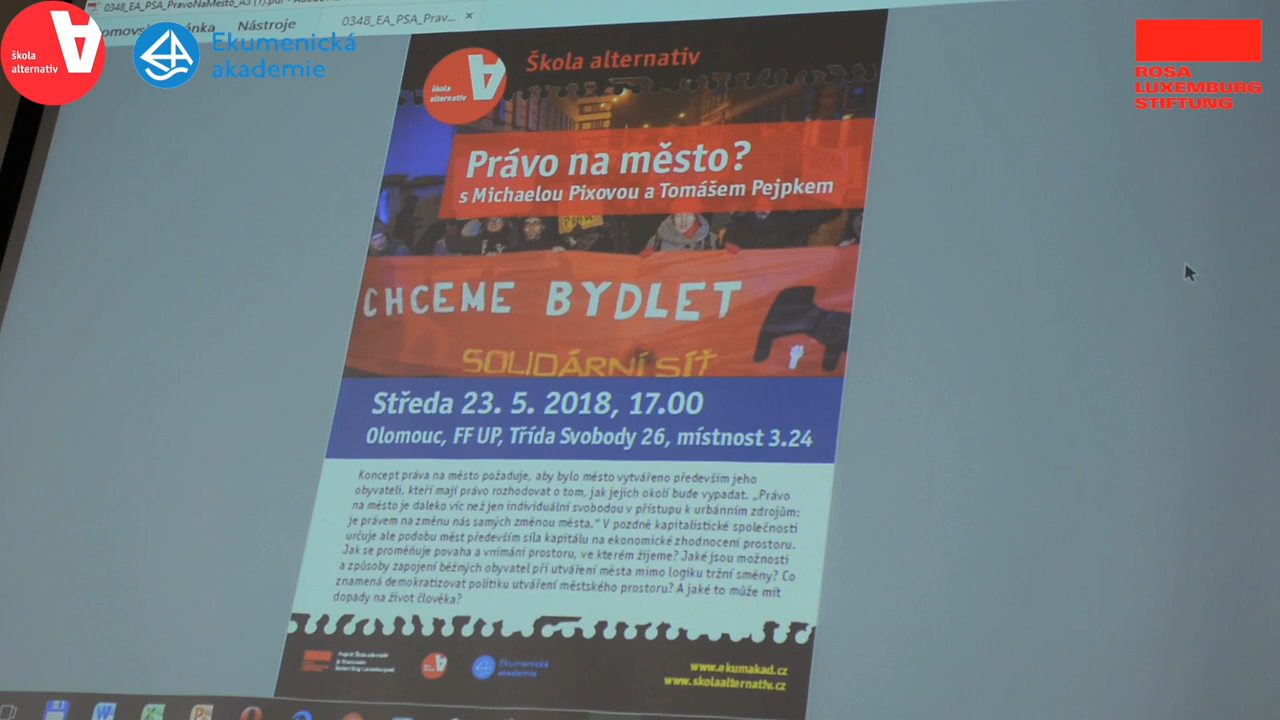 0348_EA_PSA_PravoNaMesto_A3 (1).pdf
Nástroje
0348_EA_PSA_Prav...
škola
alternativ
Ekumenická
akademie
ROSA
LUXEMBURG
STIFTUNG
škola
alternativ
Škola alternativ
Právo na město?
s Michaelou Pixovou a Tomášem Pejpkem
CHCEME BYDLET
SOLIDÁRNÍ SÍŤ
Středa 23. 5. 2018, 17.00
Olomouc, FF UP, Třída Svobody 26, místnost 3.24
Koncept práva na město požaduje, aby bylo město vytvářeno především jeho
obyvateli, kteří mají právo rozhodovat o tom, jak jejich okolí bude vypadat. „Právo
na město je daleko víc než jen individuální svobodou v přístupu k urbánním zdrojům:
je právem na změnu nás samých změnou města.“ V pozdně kapitalistické společnosti
určuje ale podobu měst především síla kapitálu na ekonomické zhodnocení prostoru.
Jak se proměňuje povaha a vnímání prostoru, ve kterém žijeme? Jaké jsou možnosti
a způsoby zapojení běžných obyvatel při utváření města mimo logiku tržní směny? Co
znamená demokratizovat politiku utváření městského prostoru? A jaké to může mít
dopady na život člověka?
Ekumenická
akademie
www.ekumakad.cz
www.skolaalternativ.cz